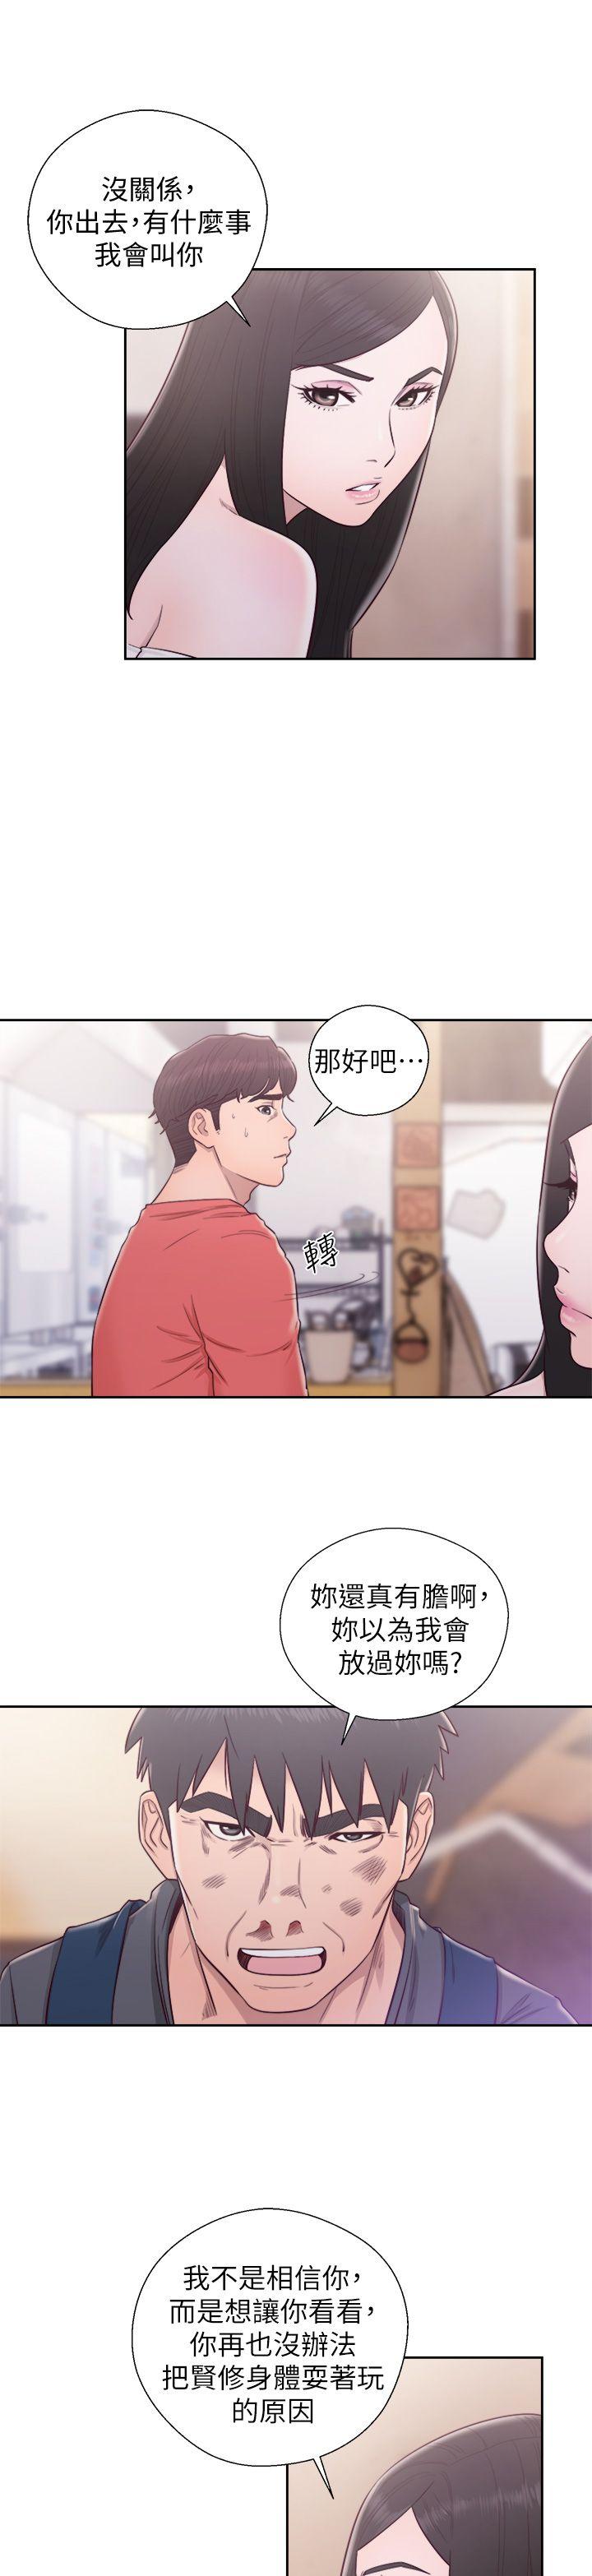 沒關係，
你出去，有什麼事
我會叫你
那好吧⋯
轉
妳還真有膽啊，
妳以為我會
放過妳嗎?
我不是相信你，
而是想讓你看看，
你再也沒辦法
把賢修身體耍著玩
的原因